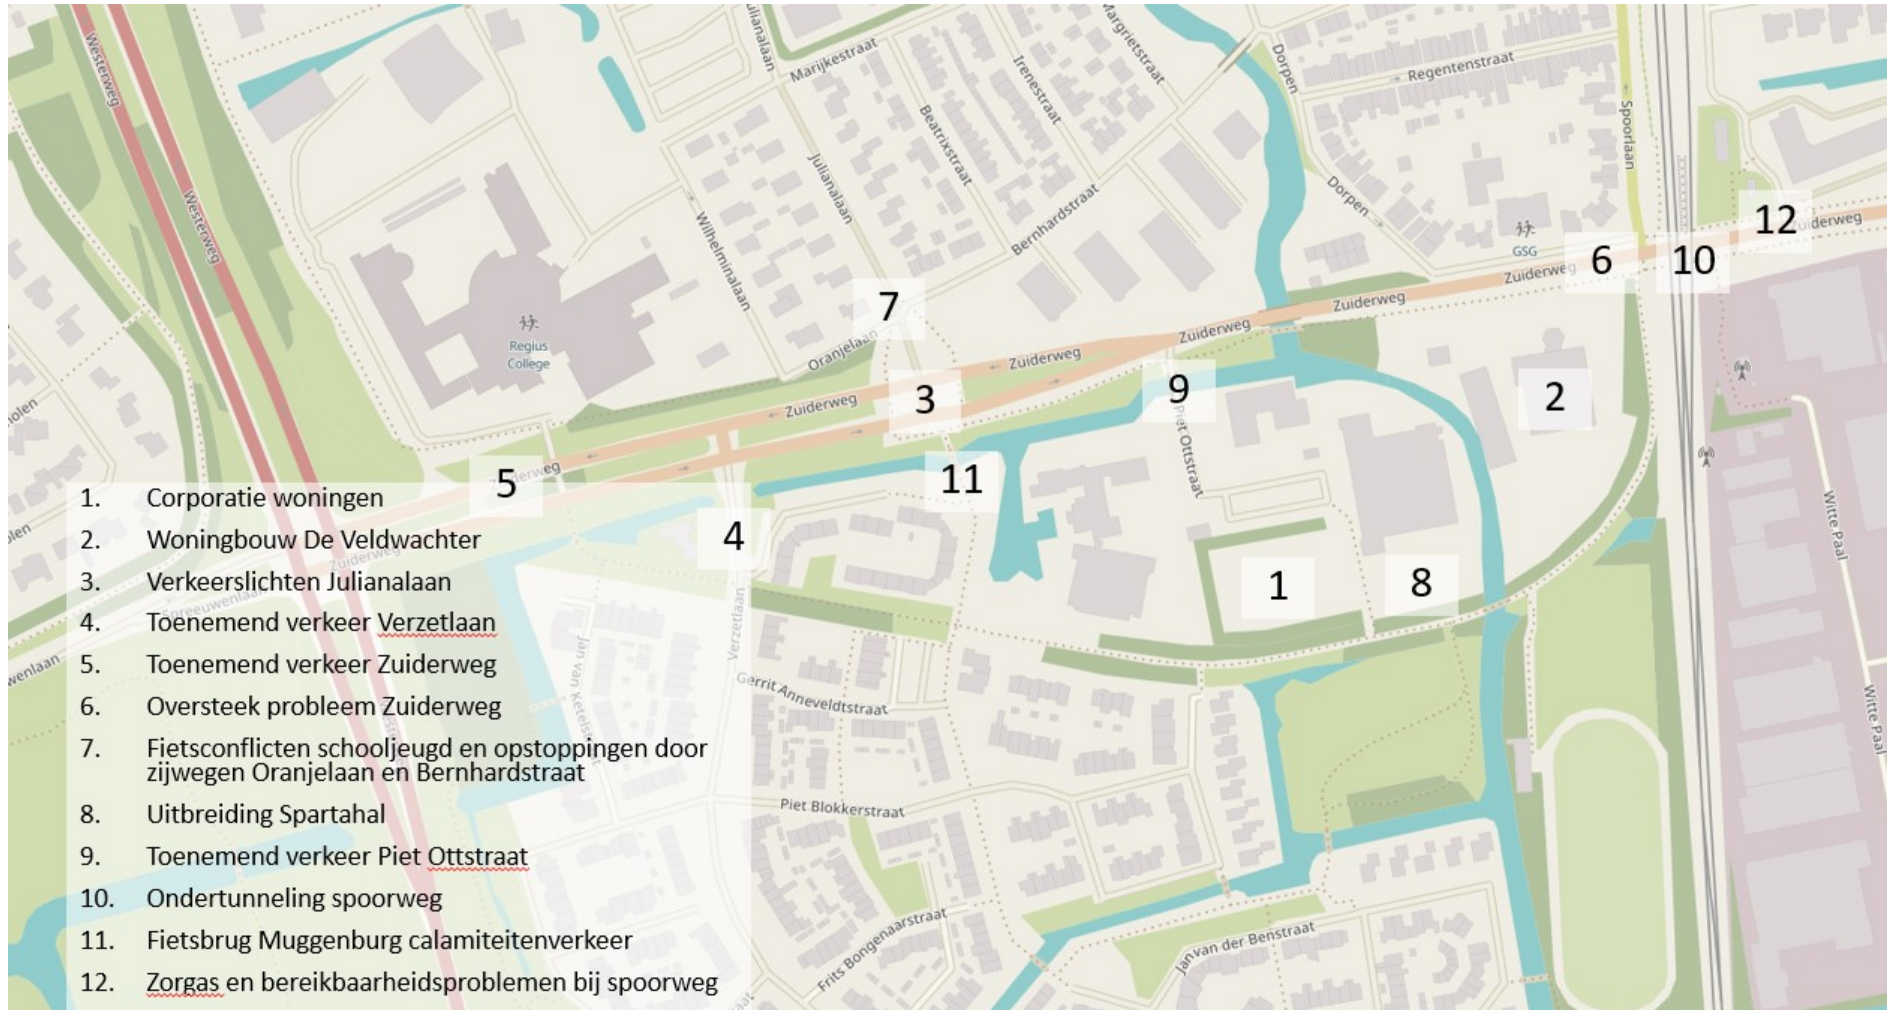 Westerweg
Westerweg
Julianalaan
Marijkestraat
Irenestraat
Margrietstraat
Dorpen
Regentenstraat
Beatrixstraat
Spoorlaan
Julianalaan
Wilhelminalaan
Bernhardstraat
Dorpen
GSG
12
Zuiderweg
6
10
Zuiderweg
Zuiderweg
7
Regius
College
Oranjelaan
Zuiderweg
Zuiderweg
3
9
2
Zuiderweg
Piet Ottstraat
5
Zuiderweg
11
4
1
8
Witte Paal
Witte Paal
Zuiderweg
Spreeuwenlaan
Verzetlaan
Jan van Ketelstraat
Gerrit Anneveldtstraat
Piet Blokkerstraat
Frits Bongenaarstraat
Jan van der Benstraat
1. Corporatie woningen
2. Woningbouw De Veldwachter
3. Verkeerslichten Julianalaan
4. Toenemend verkeer Verzetlaan
5. Toenemend verkeer Zuiderweg
6. Oversteek probleem Zuiderweg
7. Fietsconflicten schooljeugd en opstoppingen door
zijwegen Oranjelaan en Bernhardstraat
8. Uitbreiding Spartahal
9. Toenemend verkeer Piet Ottstraat
10. Ondertunneling spoorweg
11. Fietsbrug Muggenburg calamiteitenverkeer
12. Zorgas en bereikbaarheidsproblemen bij spoorweg